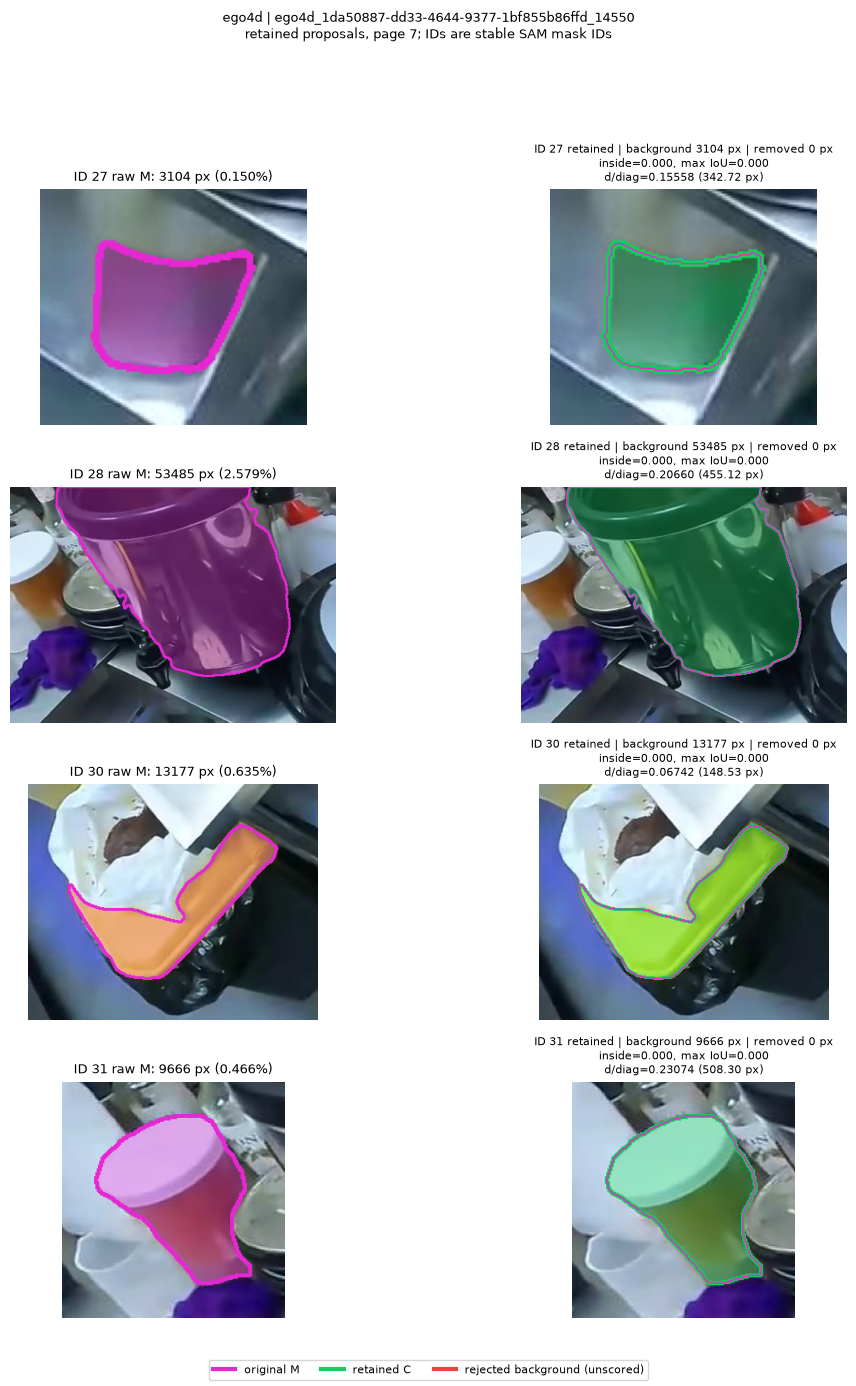 ego4d | ego4d_1da50887-dd33-4644-9377-1bf855b86ffd_14550
retained proposals, page 7; IDs are stable SAM mask IDs
ID 27 raw M: 3104 px (0.150%)
ID 27 retained | background 3104 px | removed 0 px
inside=0.000, max IoU=0.000
d/diag=0.15558 (342.72 px)
ID 28 raw M: 53485 px (2.579%)
ID 28 retained | background 53485 px | removed 0 px
inside=0.000, max IoU=0.000
d/diag=0.20660 (455.12 px)
ID 30 raw M: 13177 px (0.635%)
ID 30 retained | background 13177 px | removed 0 px
inside=0.000, max IoU=0.000
d/diag=0.06742 (148.53 px)
ID 31 raw M: 9666 px (0.466%)
ID 31 retained | background 9666 px | removed 0 px
inside=0.000, max IoU=0.000
d/diag=0.23074 (508.30 px)
original M
retained C
rejected background (unscored)